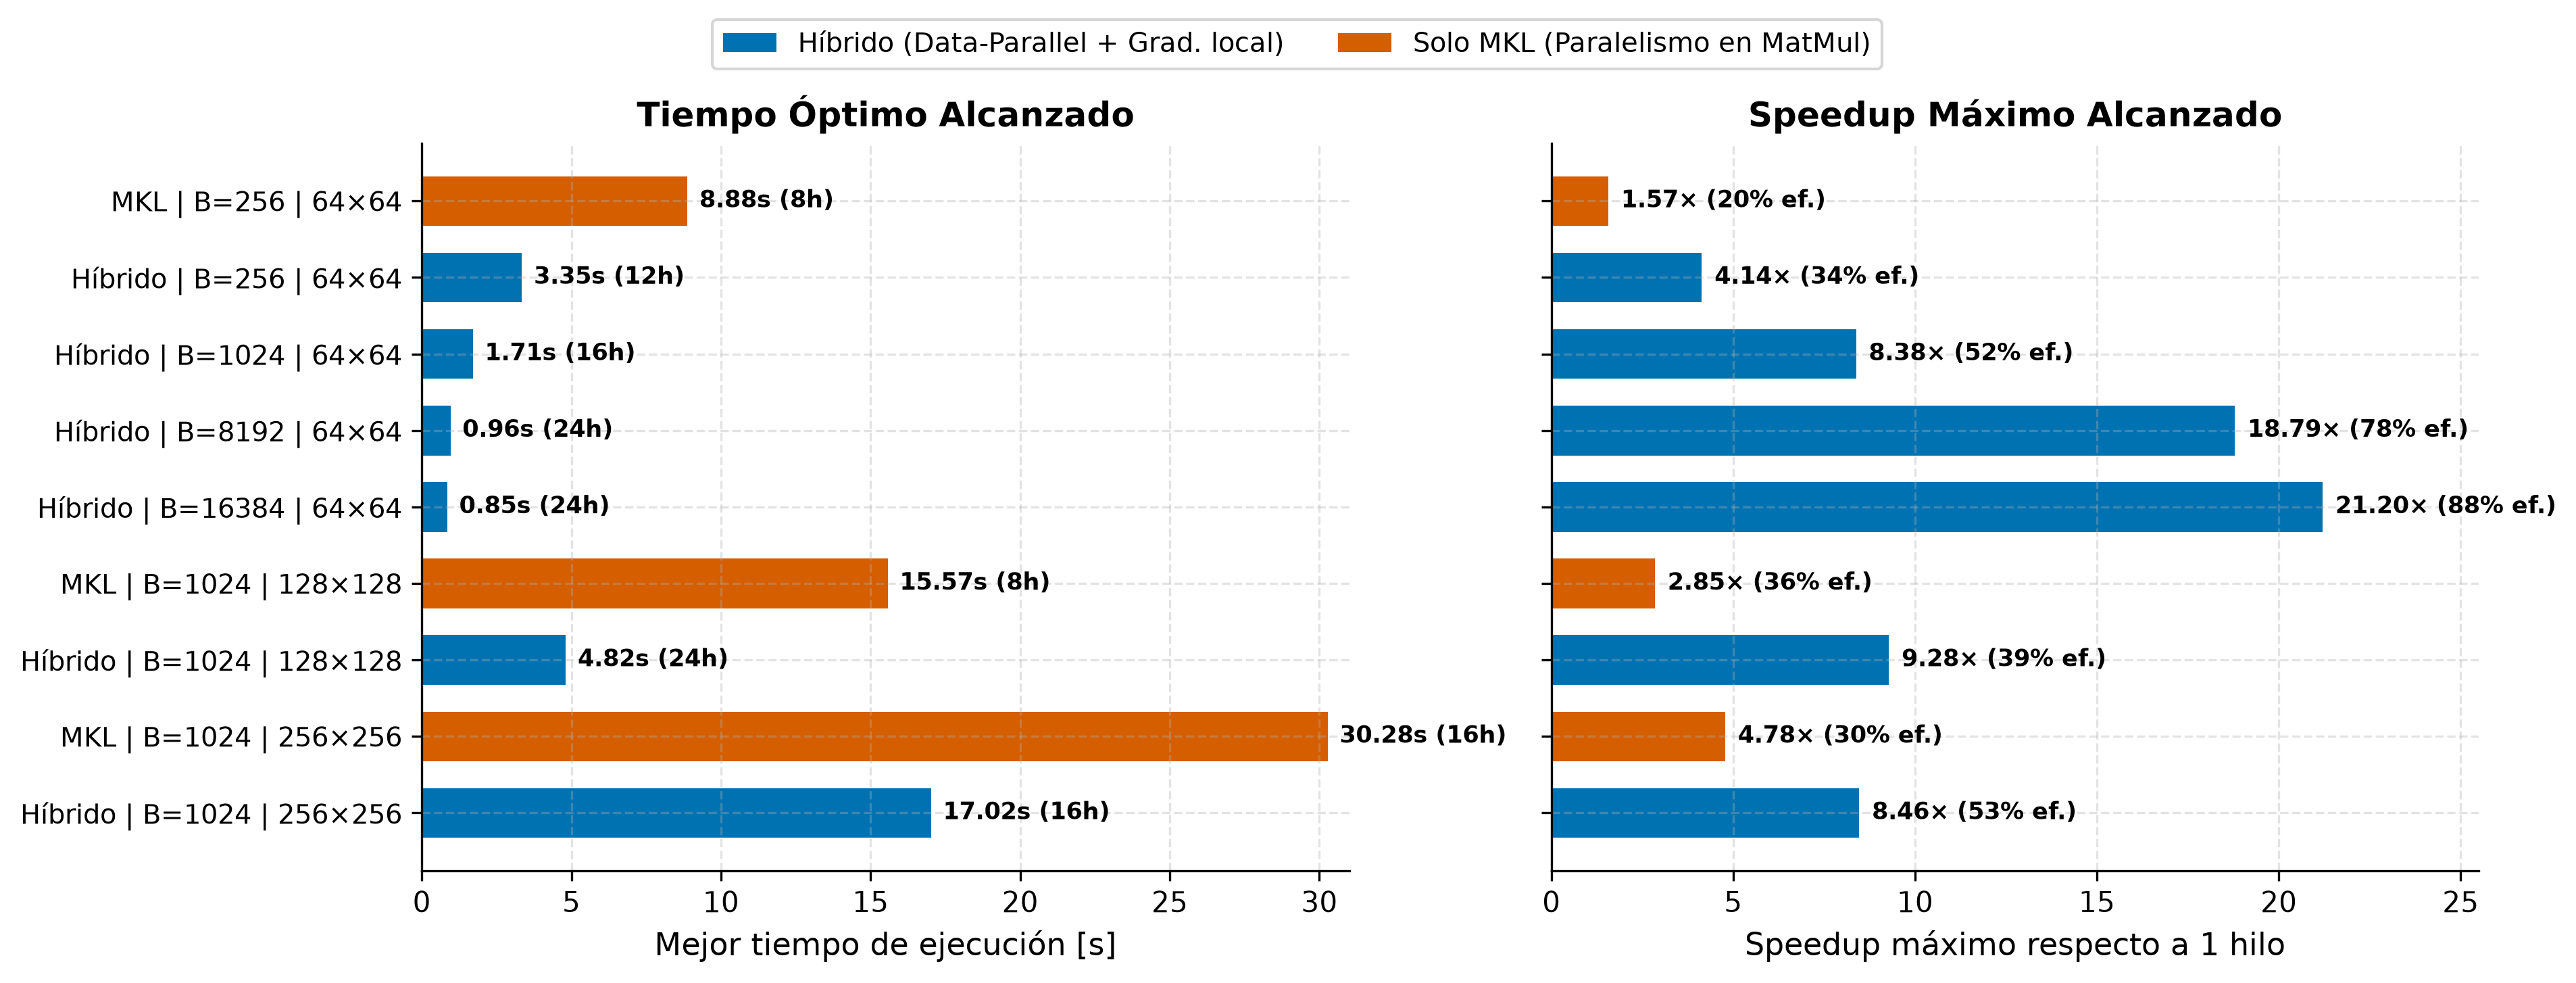 Híbrido (Data-Parallel + Grad. local) Solo MKL (Paralelismo en MatMul)
Tiempo Óptimo Alcanzado
MKL | B=256 | 64×64 8.88s (8h)
Híbrido | B=256 | 64×64 3.35s (12h)
Híbrido | B=1024 | 64×64 1.71s (16h)
Híbrido | B=8192 | 64×64 0.96s (24h)
Híbrido | B=16384 | 64×64 0.85s (24h)
MKL | B=1024 | 128×128 15.57s (8h)
Híbrido | B=1024 | 128×128 4.82s (24h)
MKL | B=1024 | 256×256 30.28s (16h)
Híbrido | B=1024 | 256×256 17.02s (16h)
0 5 10 15 20 25 30
Mejor tiempo de ejecución [s]
Speedup Máximo Alcanzado
1.57× (20% ef.)
4.14× (34% ef.)
8.38× (52% ef.)
18.79× (78% ef.)
21.20× (88% ef.)
2.85× (36% ef.)
9.28× (39% ef.)
4.78× (30% ef.)
8.46× (53% ef.)
0 5 10 15 20 25
Speedup máximo respecto a 1 hilo